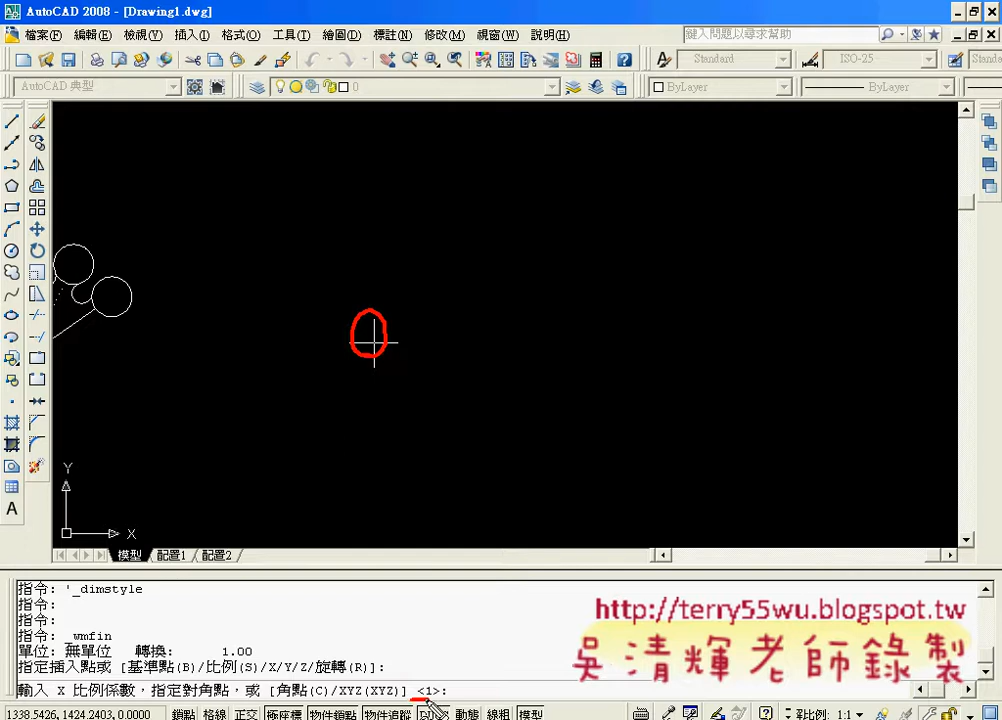 AutoCAD 2008 - [Drawing1.dwg]
檔案(F) 編輯(E) 檢視(V) 插入(I) 格式(O) 工具(T) 繪圖(D) 標註(N) 修改(M) 視窗(W) 說明(H) 鍵入問題以尋求幫助
Standard ISO-25 Standa
AutoCAD 典型 0 ByLayer ByLayer
Y
X
模型 配置1 配置2
指令: '_dimstyle
指令:
指令:
指令: _wmfin
單位: 無單位 轉換: 1.00
指定插入點或 [基準點(B)/比例(S)/X/Y/Z/旋轉(R)]:
輸入 X 比例係數，指定對角點，或 [角點(C)/XYZ(XYZ)] <1>:
http://terry55wu.blogspot.tw
吳清輝老師錄製
1338.5426, 1424.2403, 0.0000 鎖點 格線 正交 極座標 物件鎖點 物件追蹤 動態 線粗 模型 1:1